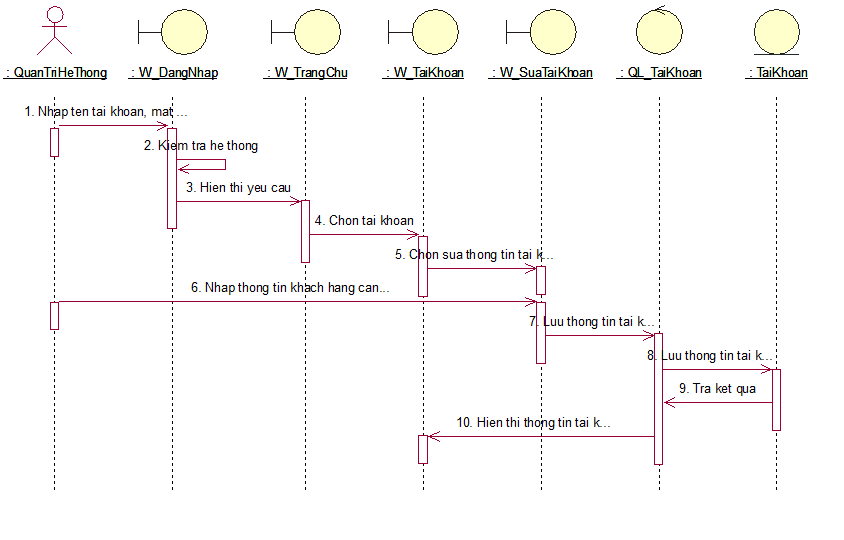 : QuanTriHeThong
: W_DangNhap
: W_TrangChu
: W_TaiKhoan
: W_SuaTaiKhoan
: QL_TaiKhoan
: TaiKhoan
1. Nhap ten tai khoan, mat ...
2. Kiem tra he thong
3. Hien thi yeu cau
4. Chon tai khoan
5. Chon sua thong tin tai k...
6. Nhap thong tin khach hang can...
7. Luu thong tin tai k...
8. Luu thong tin tai k...
9. Tra ket qua
10. Hien thi thong tin tai k...